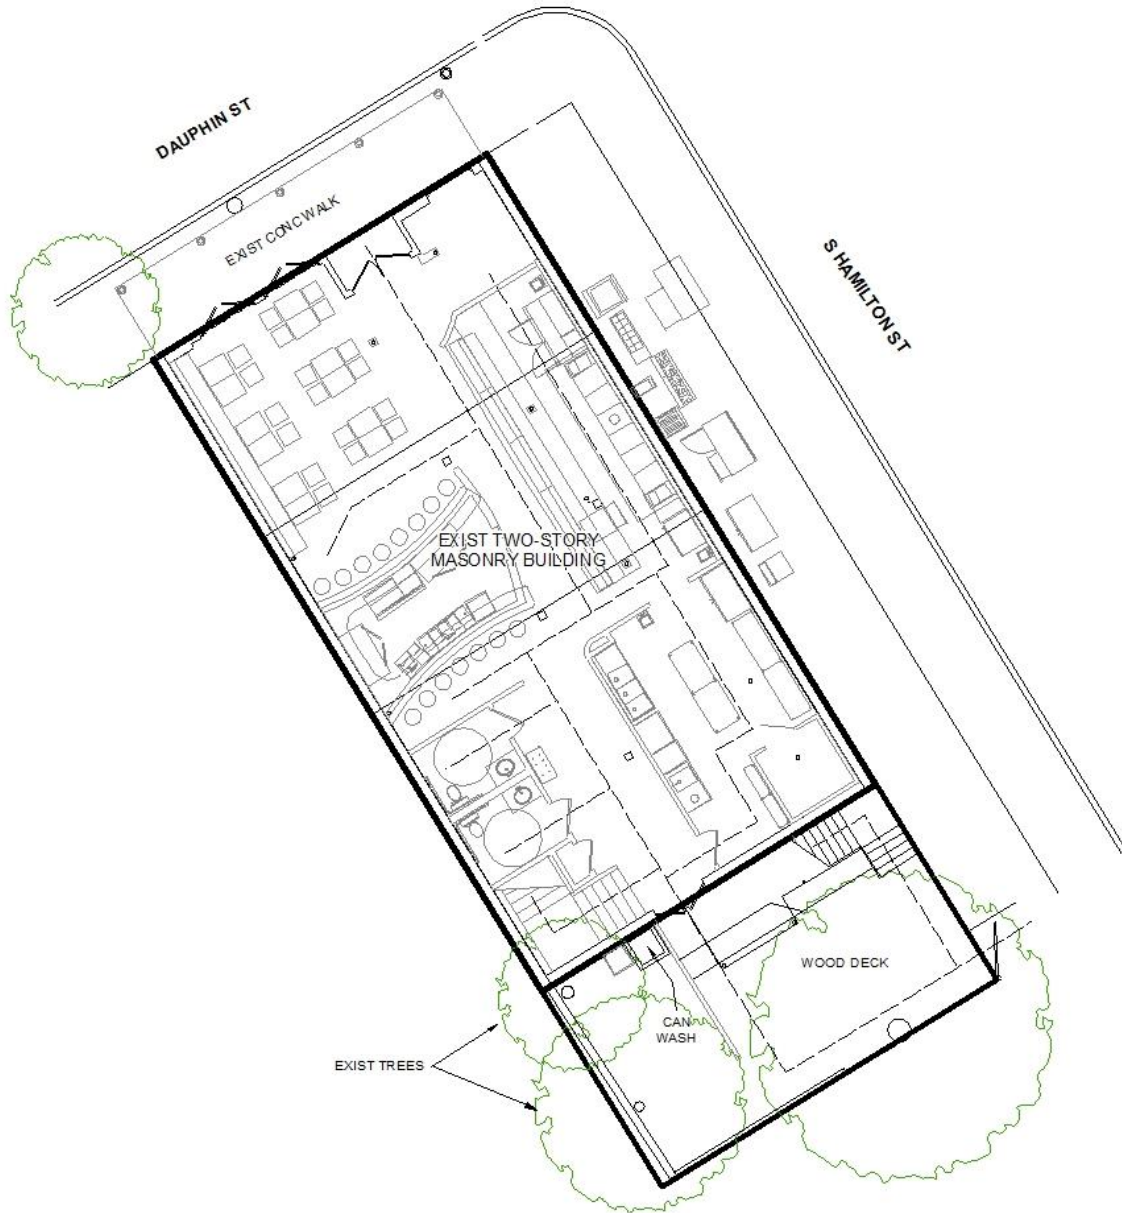 DAUPHIN ST
EXIST CONC WALK
S HAMILTON ST
EXIST TWO-STORY
MASONRY BUILDING
WOOD DECK
CAN
WASH
EXIST TREES